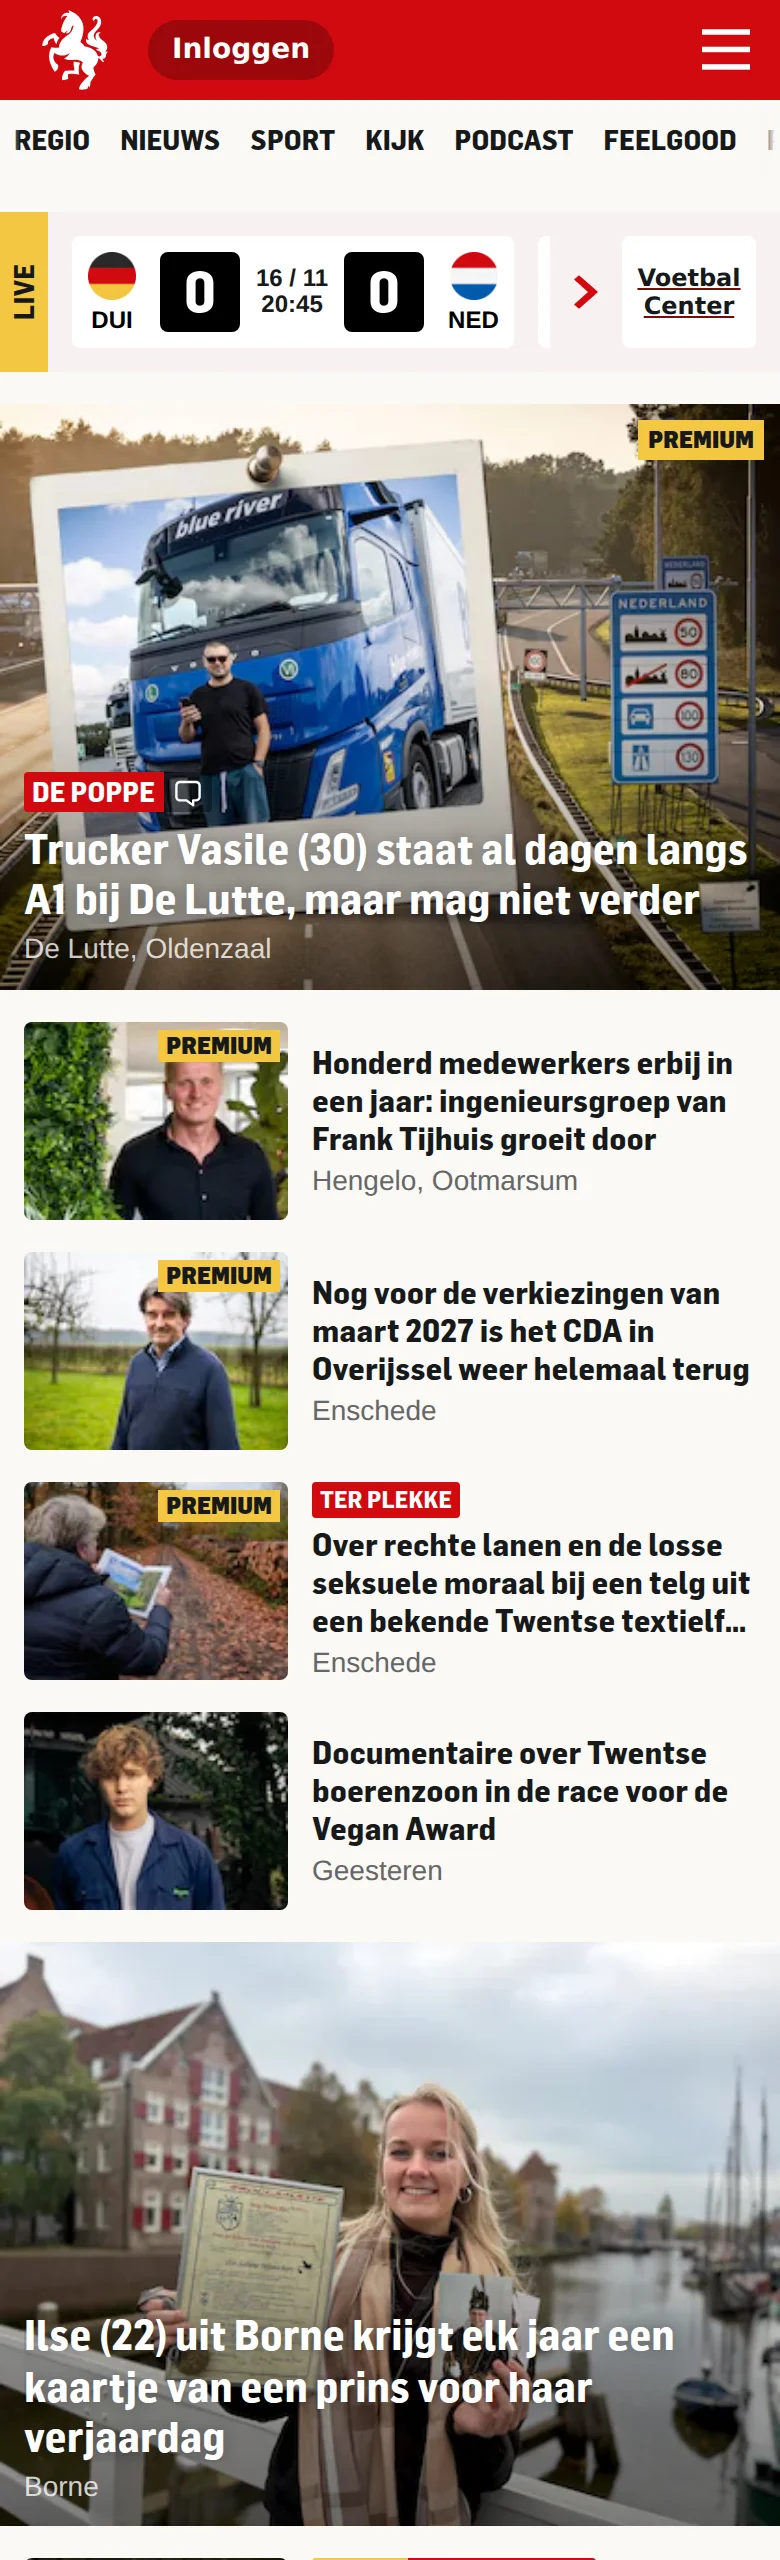 Inloggen
REGIO NIEUWS SPORT KIJK PODCAST FEELGOOD
LIVE
DUI
0
16 / 11
20:45
0
NED
Voetbal
Center
PREMIUM
blue river
VOLVO
NEDERLAND
NEDERLAND
50
80
100
130
DE POPPE
Trucker Vasile (30) staat al dagen langs
A1 bij De Lutte, maar mag niet verder
De Lutte, Oldenzaal
PREMIUM
Honderd medewerkers erbij in
een jaar: ingenieursgroep van
Frank Tijhuis groeit door
Hengelo, Ootmarsum
PREMIUM
Nog voor de verkiezingen van
maart 2027 is het CDA in
Overijssel weer helemaal terug
Enschede
PREMIUM
TER PLEKKE
Over rechte lanen en de losse
seksuele moraal bij een telg uit
een bekende Twentse textielf...
Enschede
Documentaire over Twentse
boerenzoon in de race voor de
Vegan Award
Geesteren
Ilse (22) uit Borne krijgt elk jaar een
kaartje van een prins voor haar
verjaardag
Borne